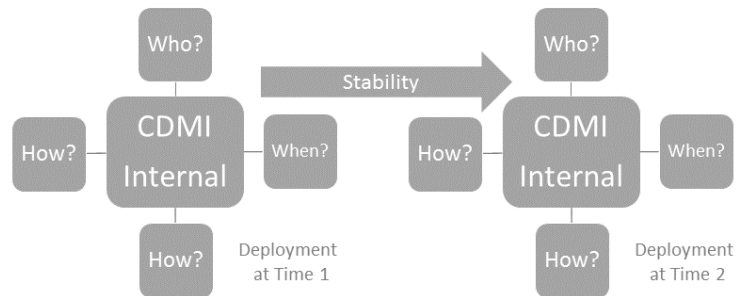 Who?
CDMI
Internal
How?
When?
How?
Deployment
at Time 1
Stability
Who?
CDMI
Internal
How?
When?
How?
Deployment
at Time 2